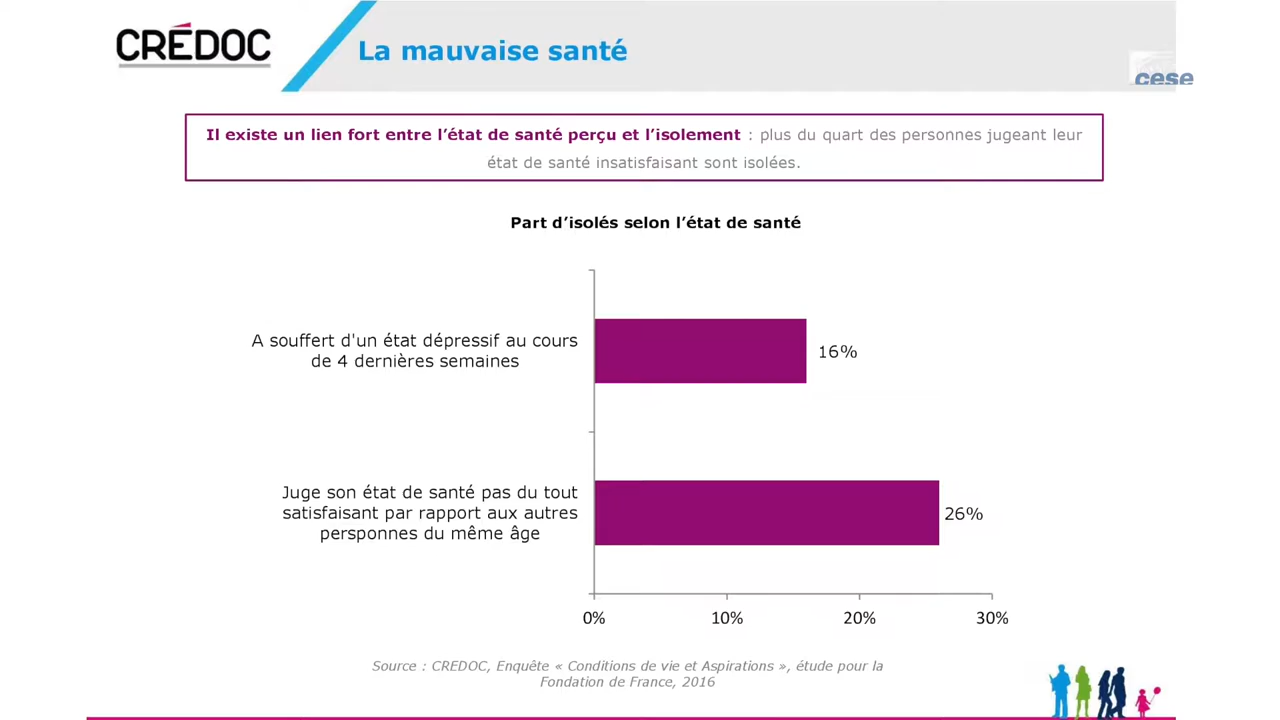 CRÉDOC
La mauvaise santé
cese
Il existe un lien fort entre l’état de santé perçu et l’isolement : plus du quart des personnes jugeant leur
état de santé insatisfaisant sont isolées.
Part d’isolés selon l’état de santé
A souffert d'un état dépressif au cours
de 4 dernières semaines
16%
Juge son état de santé pas du tout
satisfaisant par rapport aux autres
persponnes du même âge
26%
0% 10% 20% 30%
Source : CREDOC, Enquête « Conditions de vie et Aspirations », étude pour la
Fondation de France, 2016